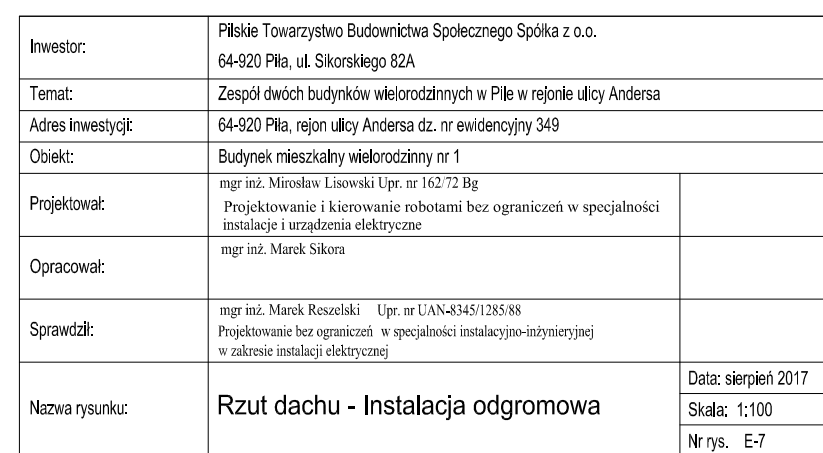 Inwestor:
Pilskie Towarzystwo Budownictwa Społecznego Spółka z o.o.
64-920 Piła, ul. Sikorskiego 82A
Temat:
Zespół dwóch budynków wielorodzinnych w Pile w rejonie ulicy Andersa
Adres inwestycji:
64-920 Piła, rejon ulicy Andersa dz. nr ewidencyjny 349
Obiekt:
Budynek mieszkalny wielorodzinny nr 1
Projektował:
mgr inż. Mirosław Lisowski Upr. nr 162/72 Bg
Projektowanie i kierowanie robotami bez ograniczeń w specjalności
instalacje i urządzenia elektryczne
Opracował:
mgr inż. Marek Sikora
Sprawdził:
mgr inż. Marek Reszelski Upr. nr UAN-8345/1285/88
Projektowanie bez ograniczeń w specjalności instalacyjno-inżynieryjnej
w zakresie instalacji elektrycznej
Nazwa rysunku:
Rzut dachu - Instalacja odgromowa
Data: sierpień 2017
Skala: 1:100
Nr rys. E-7